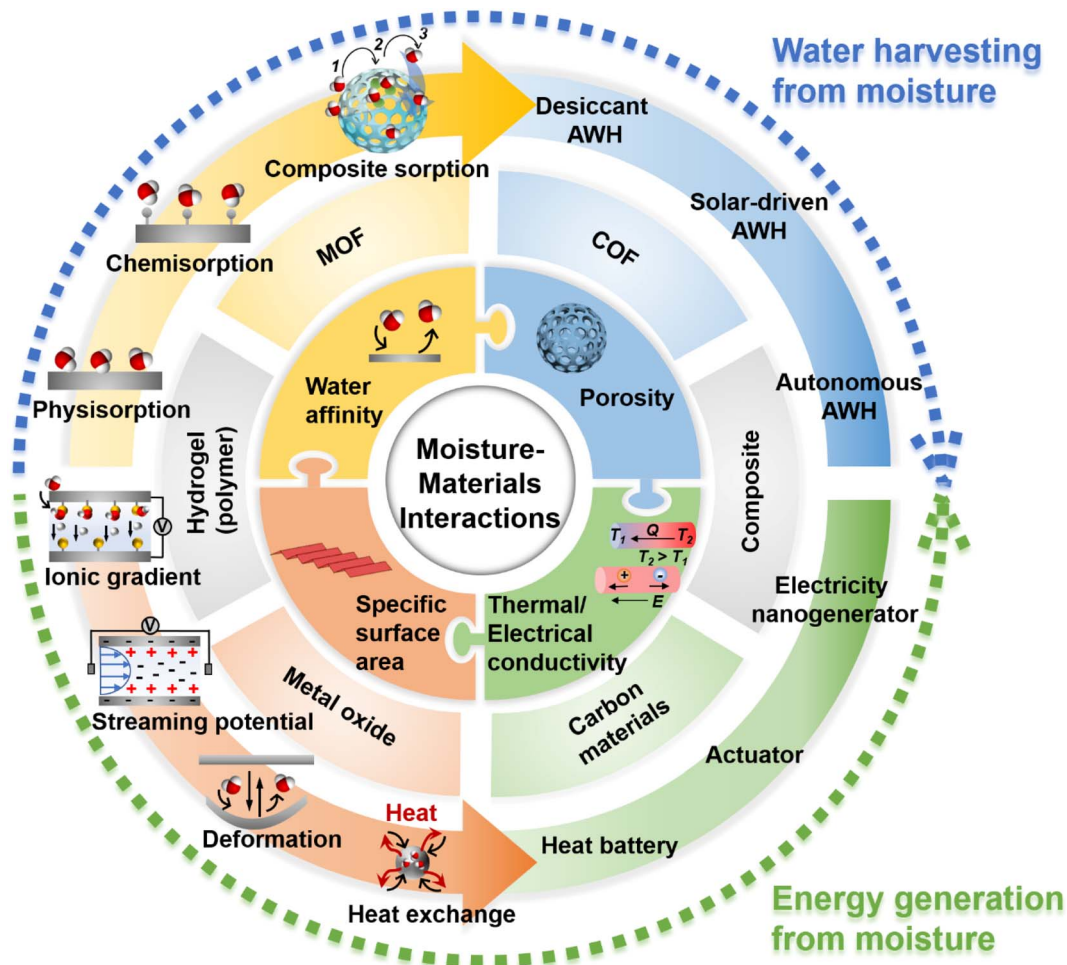 Water harvesting
from moisture
1
2
3
Composite sorption
Desiccant
AWH
Solar-driven
AWH
Autonomous
AWH
Chemisorption
Physisorption
MOF
COF
Hydrogel
(polymer)
Composite
Metal oxide
Carbon
materials
Water
affinity
Porosity
Moisture-
Materials
Interactions
Specific
surface
area
Thermal/
Electrical
conductivity
T1 Q T2
T2 > T1
+ -
E
V
Ionic gradient
V
- - - - -
+ + + + +
- - - -
- - - -
+ + + + +
- - - - -
Streaming potential
Deformation
Heat
Heat exchange
Electricity
nanogenerator
Actuator
Heat battery
Energy generation
from moisture